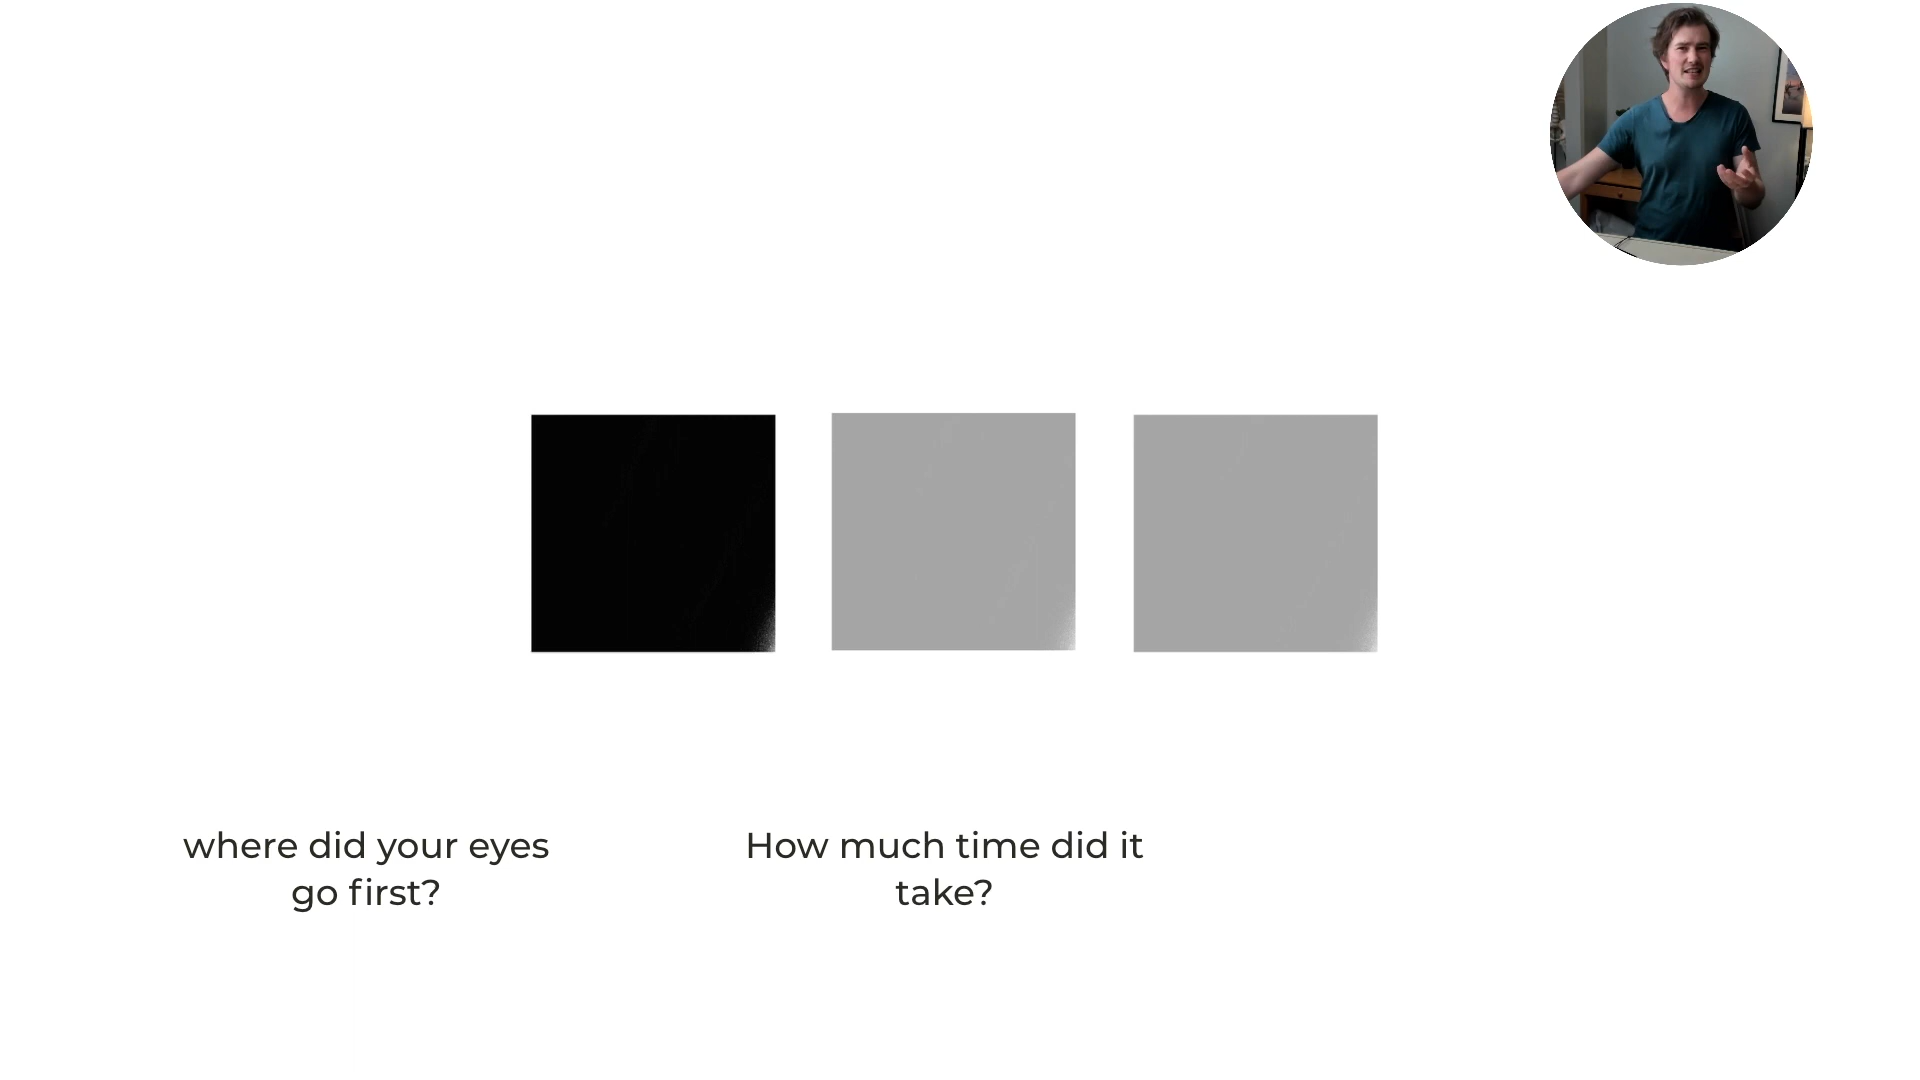 where did your eyes
go first?
How much time did it
take?